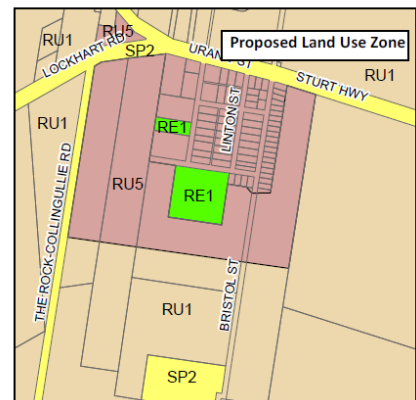 RU5
RU1
LOCKHART RD
SP2
URANA ST
Proposed Land Use Zone
STURT HWY
RU1
RU1
RE1
LINTON ST
RU5
RE1
THE ROCK-COLLINGULLIE RD
BRISTOL ST
RU1
SP2